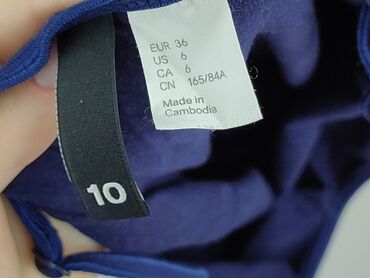 EUR 36
US 6
CA 6
CN 165/84A
Made in
Cambodia
10